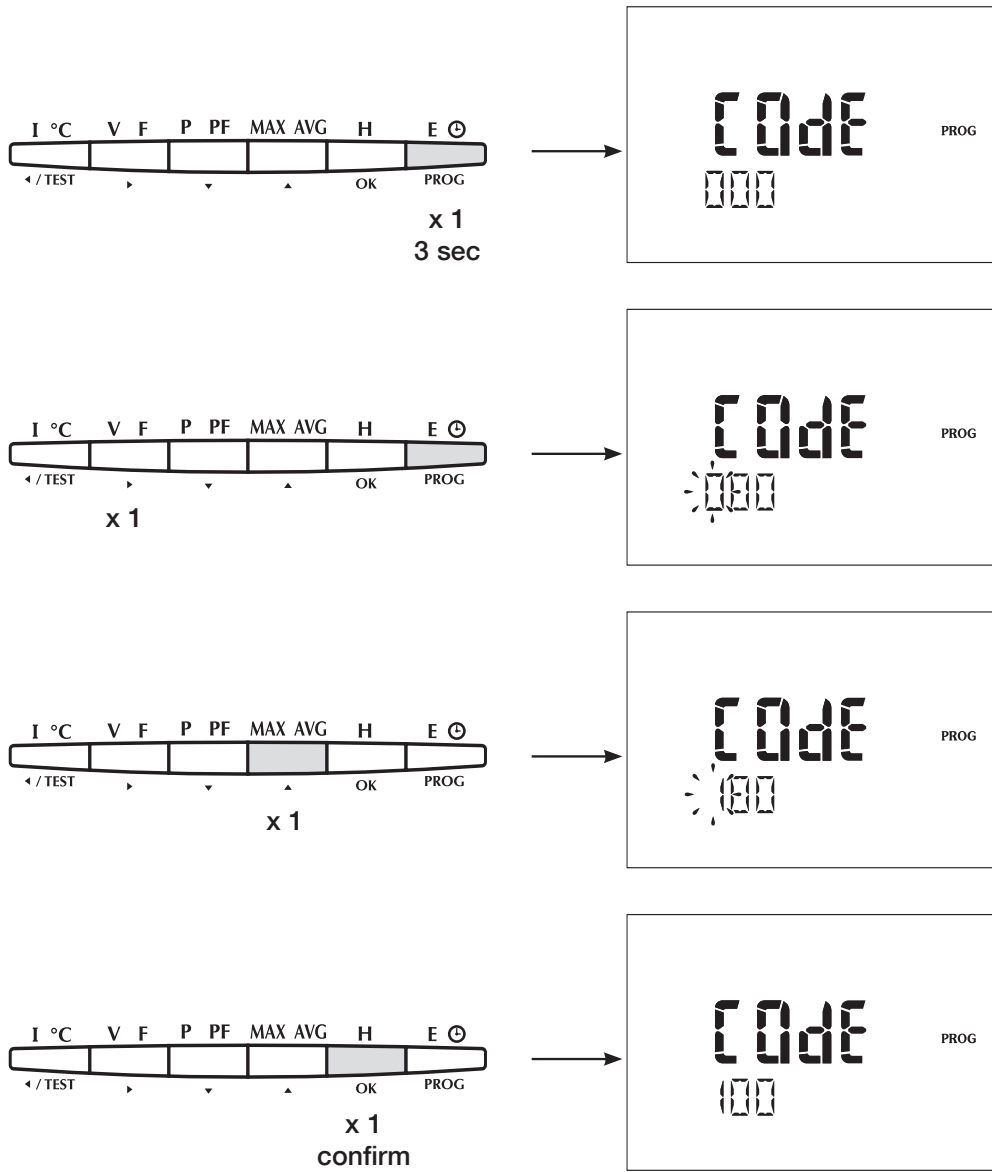 I °C V F P PF MAX AVG H E
/ TEST OK PROG
x 1
3 sec
COdE
PROG
000
I °C V F P PF MAX AVG H E
/ TEST OK PROG
x 1
COdE
PROG
000
I °C V F P PF MAX AVG H E
/ TEST OK PROG
x 1
COdE
PROG
100
I °C V F P PF MAX AVG H E
/ TEST OK PROG
x 1
confirm
COdE
PROG
100